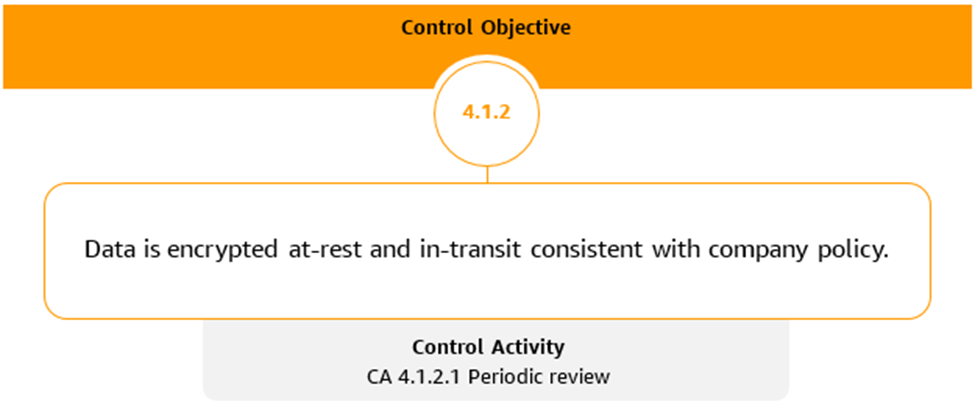 Control Objective
4.1.2
Data is encrypted at-rest and in-transit consistent with company policy.
Control Activity
CA 4.1.2.1 Periodic review